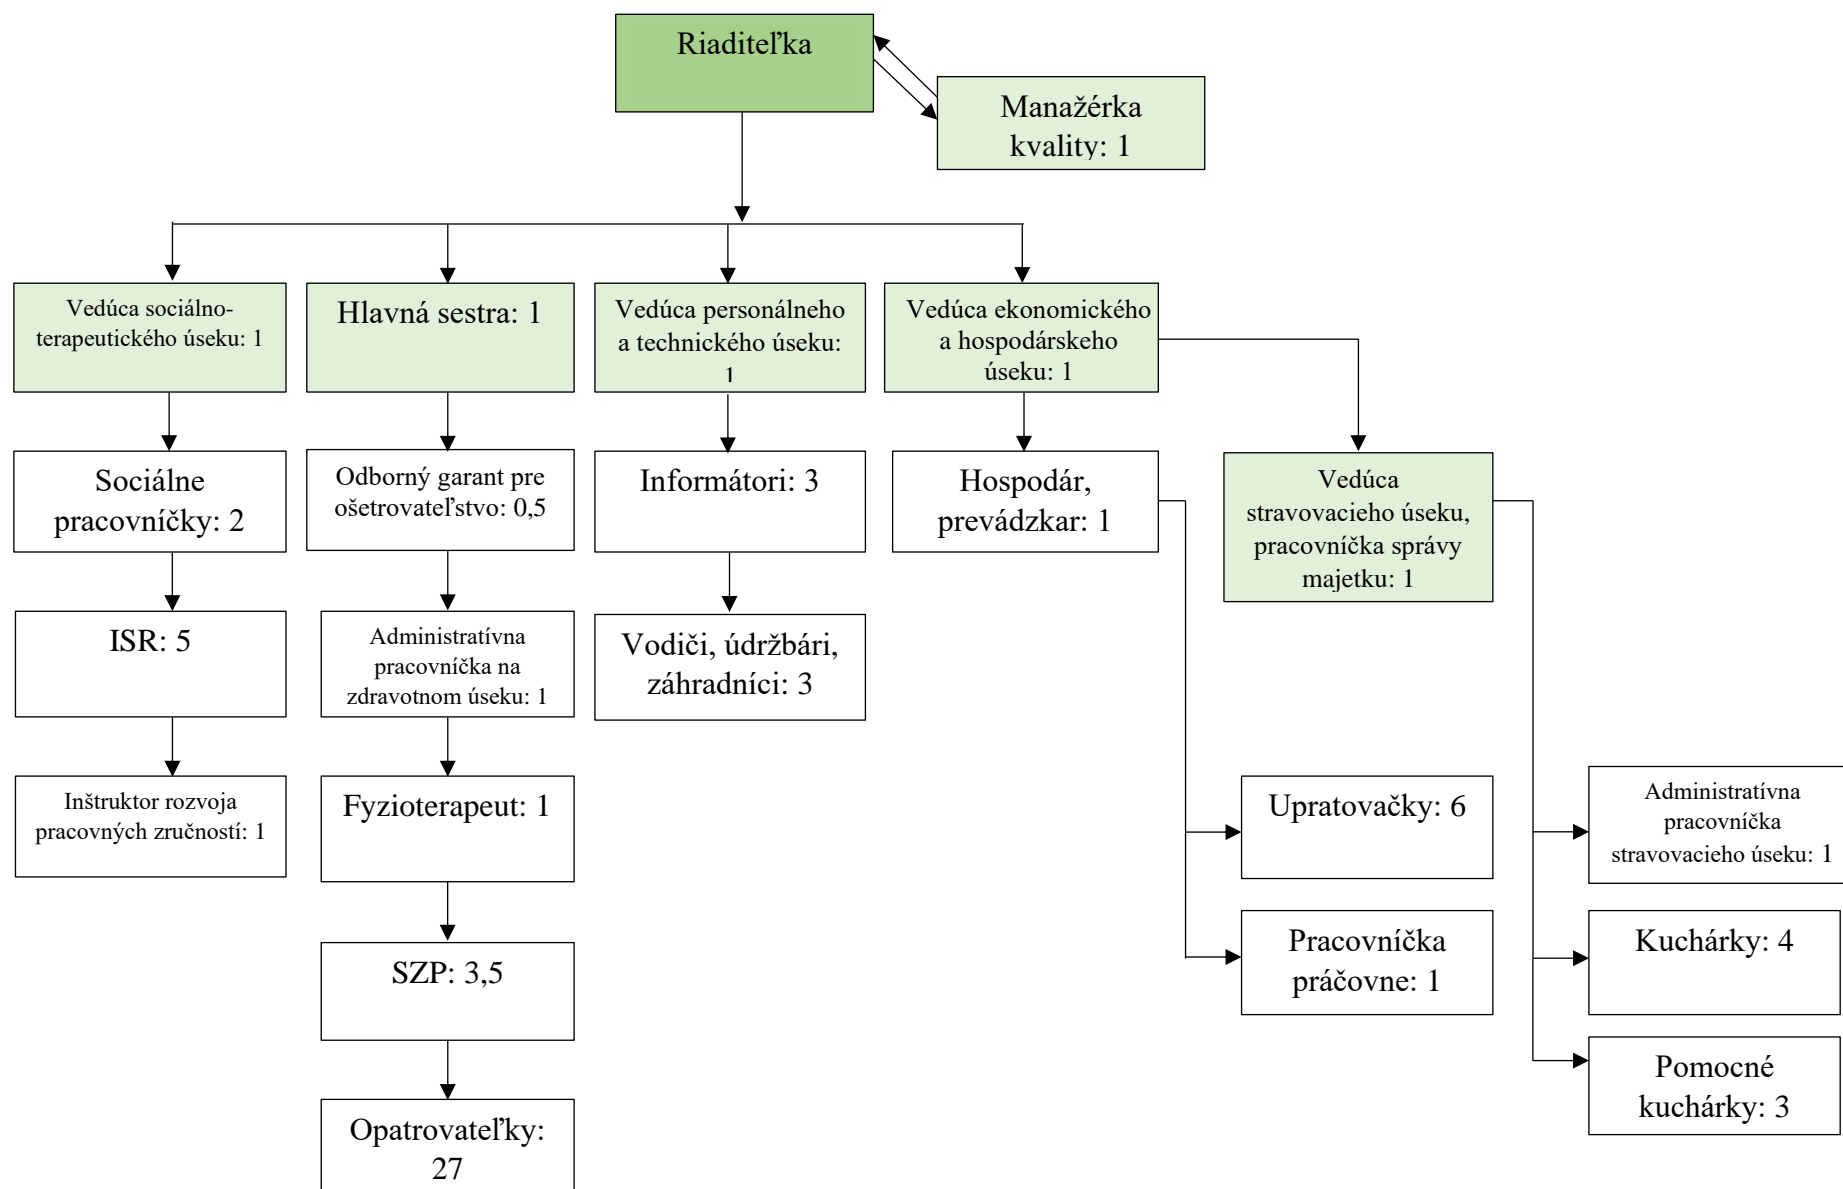 Riaditeľka
Manažérka
kvality: 1
Vedúca sociálno-
terapeutického úseku: 1
Hlavná sestra: 1
Vedúca personálneho
a technického úseku:
1
Vedúca ekonomického
a hospodárskeho
úseku: 1
Sociálne
pracovníčky: 2
Odborný garant pre
ošetrovateľstvo: 0,5
Informátori: 3
Hospodár,
prevádzkar: 1
Vedúca
stravovacieho úseku,
pracovníčka správy
majetku: 1
ISR: 5
Administratívna
pracovníčka na
zdravotnom úseku: 1
Vodiči, údržbári,
záhradníci: 3
Inštruktor rozvoja
pracovných zručností: 1
Fyzioterapeut: 1
Upratovačky: 6
Administratívna
pracovníčka
stravovacieho úseku: 1
SZP: 3,5
Pracovníčka
práčovne: 1
Kuchárky: 4
Opatrovateľky:
27
Pomocné
kuchárky: 3